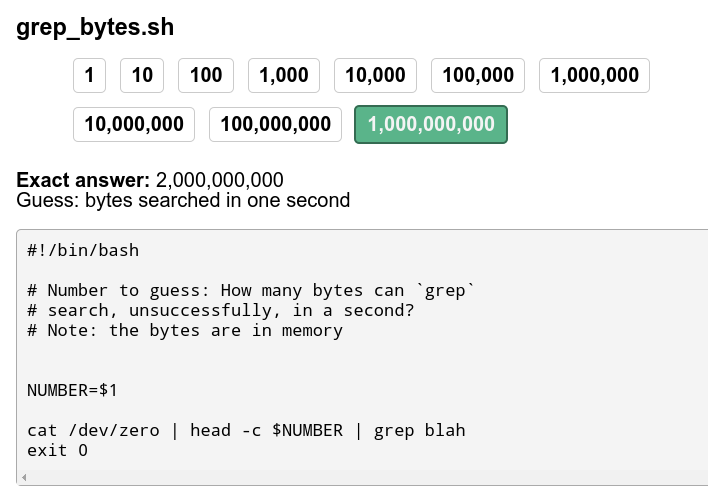 grep_bytes.sh
1 10 100 1,000 10,000 100,000 1,000,000
10,000,000 100,000,000 1,000,000,000
Exact answer: 2,000,000,000
Guess: bytes searched in one second
#!/bin/bash
# Number to guess: How many bytes can `grep`
# search, unsuccessfully, in a second?
# Note: the bytes are in memory
NUMBER=$1
cat /dev/zero | head -c $NUMBER | grep blah
exit 0